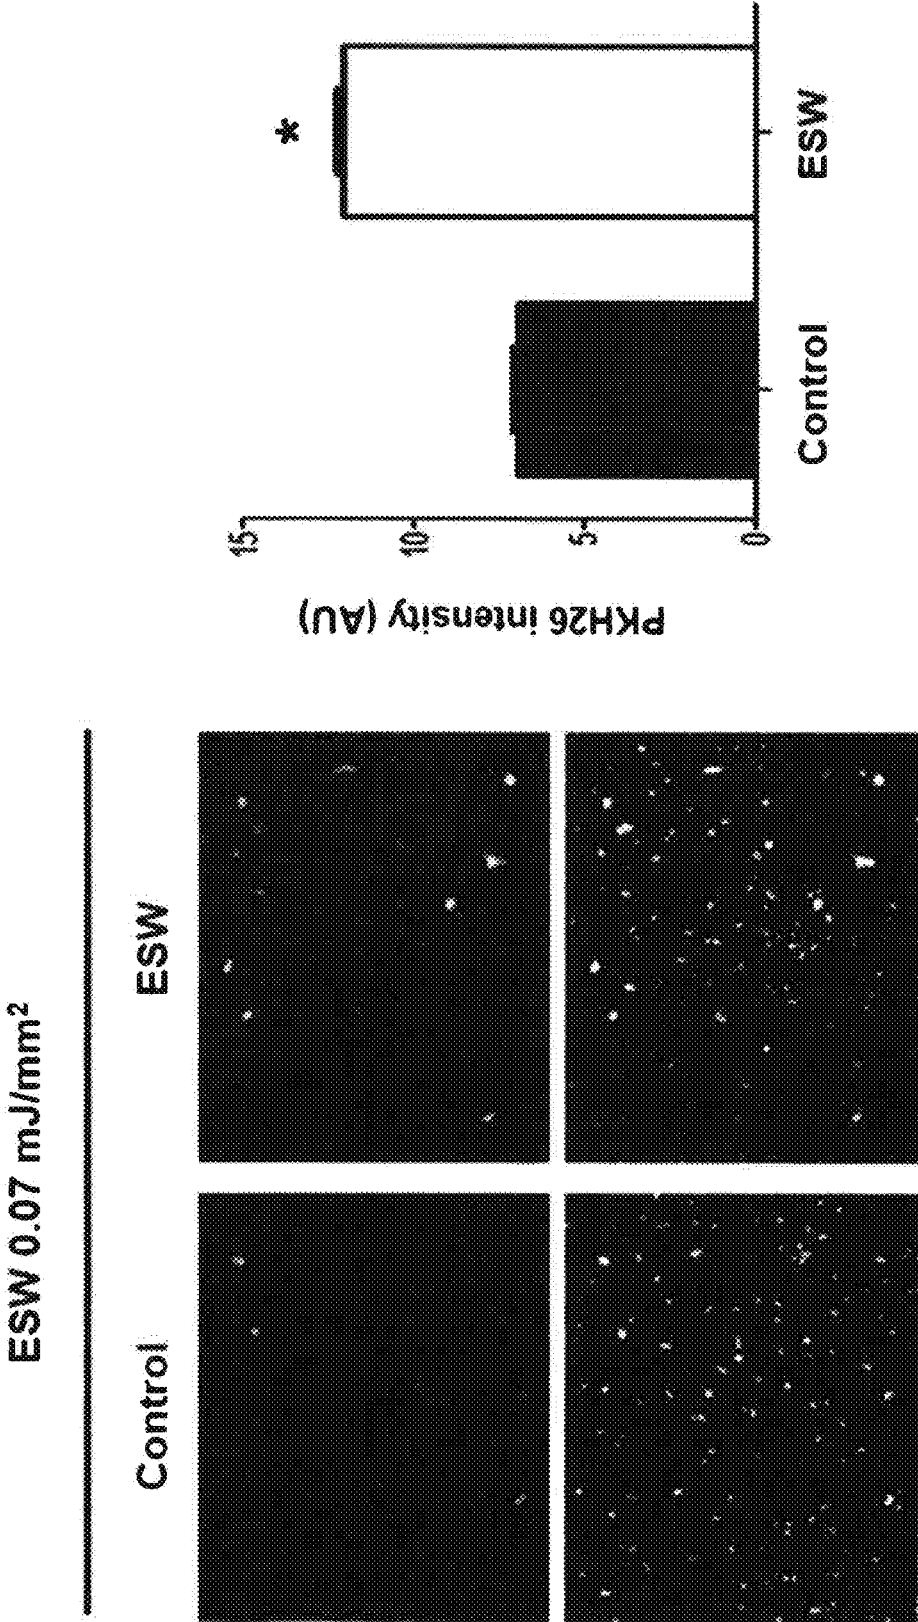 ESW 0.07 mJ/mm²
Control
ESW
PKH26 intensity (AU)
15
10
5
0
Control
ESW
*